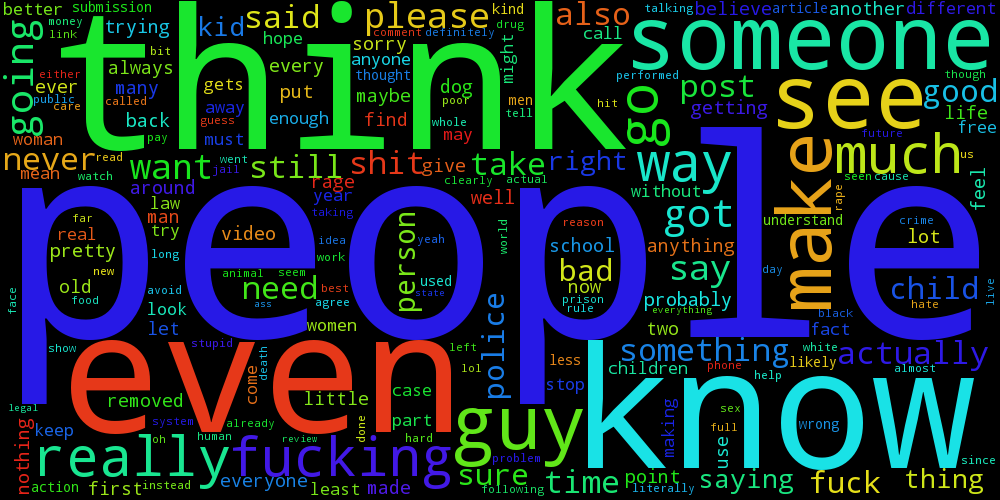 better
submission
money
link
trying
kid
said
hope
please
comment
definitely
kind
drug
also
call
talking
believe
article
another
different
someone
think
going
either
ever
public
care
called
bit
always
many
back
pay
gets
away
guess
must
every
put
enough
sorry
anyone
thought
maybe
find
dog
poor
whole
may
might
men
tell
hit
performed
go
post
getting
see
good
though
life
free
woman
never
read
mean
watch
want
went
jail
still
shit
give
clearly
take
actual
right
way
without
much
us
future
feel
seen
cause
rape
make
around
law
man
try
rage
year
taking
well
world
got
understand
people
far
real
pretty
new
old
food
face
long
avoid
look
let
video
animal
seem
need
ass
idea
work
best
agree
women
person
yeah
used
state
police
reason
school
bad
now
prison
rule
anything
say
probably
everything
two
day
black
fact
crime
lot
child
hate
live
even
show
stupid
come
death
left
lol
less
stop
something
children
phone
help
white
likely
actually
almost
know
legal
removed
little
case
part
hard
done
guy
making
sex
full
wrong
use
nothing
keep
system
oh
human
already
review
really
fucking
problem
sure
since
action
first
instead
everyone
least
made
following
time
point
literally
saying
fuck
thing